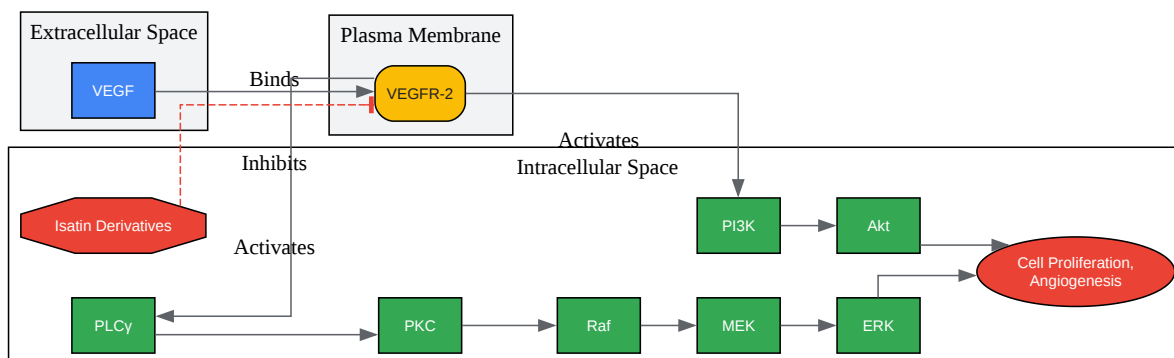 Extracellular Space
Plasma Membrane
VEGF
Binds
VEGFR-2
Activates
Inhibits
Intracellular Space
Isatin Derivatives
Activates
PI3K
Akt
Cell Proliferation,
Angiogenesis
PLCγ
PKC
Raf
MEK
ERK